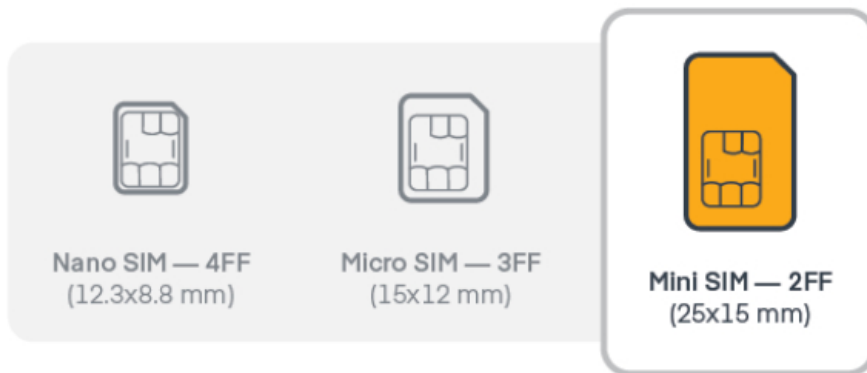 Nano SIM — 4FF
(12.3x8.8 mm)
Micro SIM — 3FF
(15x12 mm)
Mini SIM — 2FF
(25x15 mm)